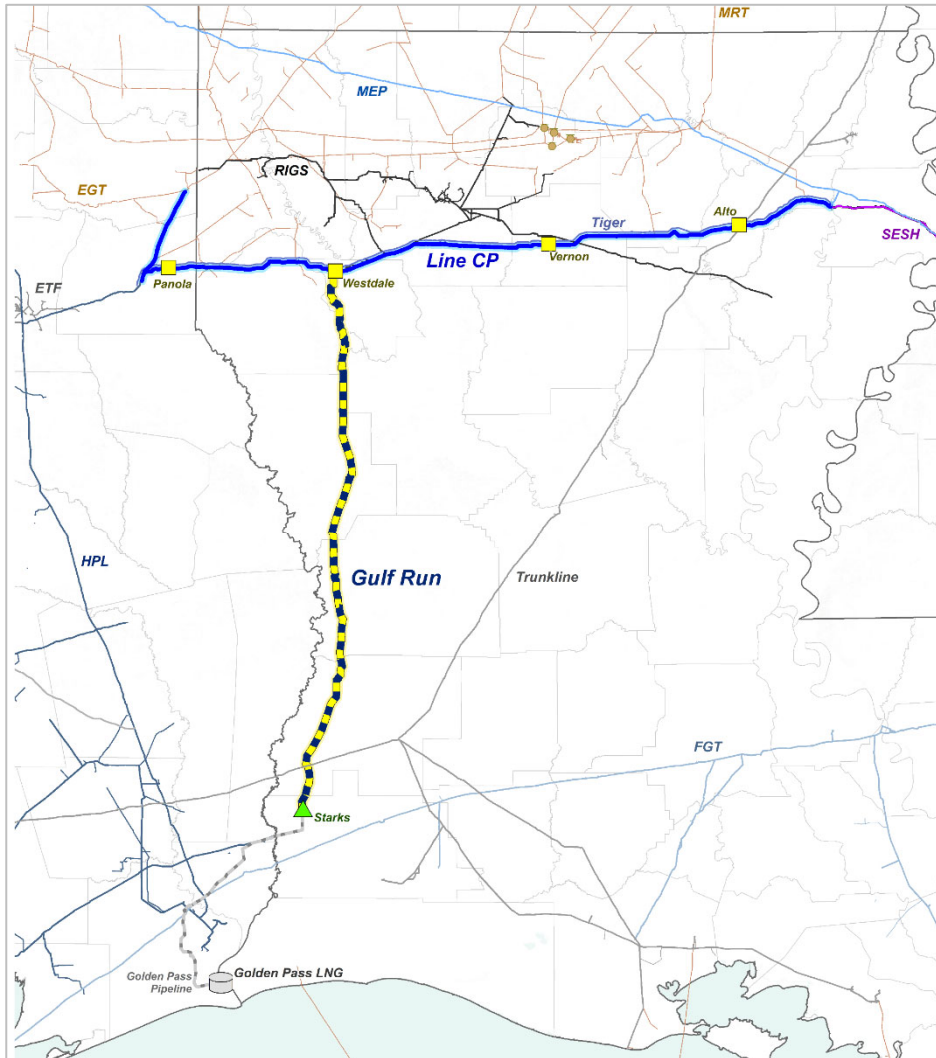 MRT
MEP
RIGS
EGT
Alto
Tiger
SESH
Line CP
Vernon
Panola
Westdale
ETF
HPL
Gulf Run
Trunkline
FGT
Starks
Golden Pass LNG
Golden Pass
Pipeline